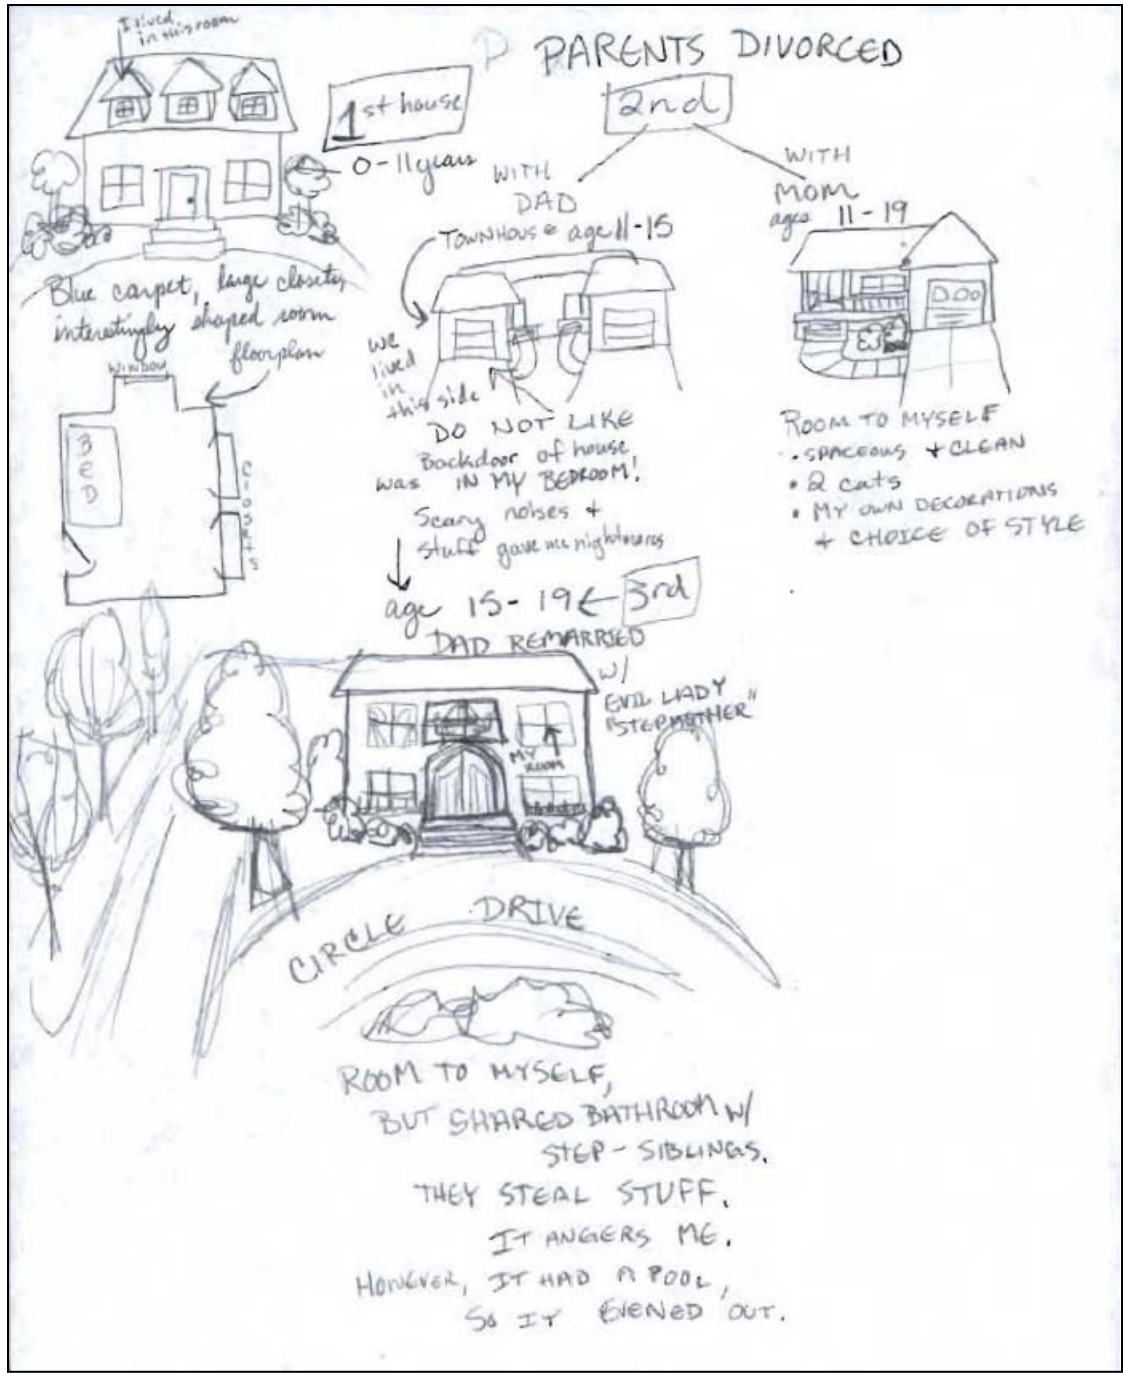 I lived
in this room
P PARENTS DIVORCED
1st house
0-11 years
2nd
WITH
DAD
TOWNHOUSE age 11-15
WITH
MOM
ages 11-19
Blue carpet, large closets,
interestingly shaped room
floorplan
WINDOW
BED
Closets
we
lived
in
this side
DO NOT LIKE
Backdoor of house
was IN MY BEDROOM!
Scary noises +
stuff gave me nightmares
ROOM TO MYSELF
• SPACEOUS + CLEAN
• 2 cats
• MY OWN DECORATIONS
+ CHOICE OF STYLE
age 15-19 ← 3rd
DAD REMARRIED
W/
EVIL LADY
"STEPMOTHER"
MY
ROOM
CIRCLE DRIVE
ROOM TO MYSELF,
BUT SHARED BATHROOM W/
STEP-SIBLINGS.
THEY STEAL STUFF.
IT ANGERS ME.
HOWEVER, IT HAD A POOL,
SO IT EVENED OUT.